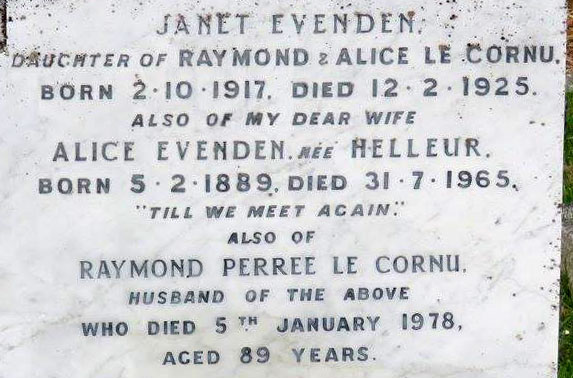 JANET EVENDEN.
DAUGHTER OF RAYMOND & ALICE LE CORNU.
BORN 2·10·1917. DIED 12·2·1925.
ALSO OF MY DEAR WIFE
ALICE EVENDEN. NÉE HELLEUR.
BORN 5·2·1889. DIED 31·7·1965.
"TILL WE MEET AGAIN."
ALSO OF
RAYMOND PERREE LE CORNU.
HUSBAND OF THE ABOVE
WHO DIED 5TH JANUARY 1978,
AGED 89 YEARS.